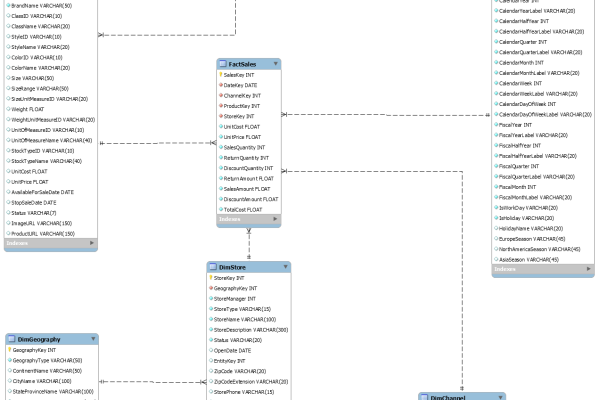 BrandName VARCHAR(50)
ClassID VARCHAR(10)
ClassName VARCHAR(20)
StyleID VARCHAR(10)
StyleName VARCHAR(20)
ColorID VARCHAR(10)
ColorName VARCHAR(20)
Size VARCHAR(50)
SizeRange VARCHAR(50)
SizeUnitMeasureID VARCHAR(20)
Weight FLOAT
WeightUnitMeasureID VARCHAR(20)
UnitOfMeasureID VARCHAR(10)
UnitOfMeasureName VARCHAR(40)
StockTypeID VARCHAR(10)
StockTypeName VARCHAR(40)
UnitCost FLOAT
UnitPrice FLOAT
AvailableForSaleDate DATE
StopSaleDate DATE
Status VARCHAR(7)
ImageURL VARCHAR(150)
ProductURL VARCHAR(150)
Indexes
FactSales
SalesKey INT
DateKey DATE
ChannelKey INT
ProductKey INT
StoreKey INT
UnitCost FLOAT
UnitPrice FLOAT
SalesQuantity INT
ReturnQuantity INT
DiscountQuantity INT
ReturnAmount FLOAT
SalesAmount FLOAT
DiscountAmount FLOAT
TotalCost FLOAT
Indexes
CalendarYear INT
CalendarYearLabel VARCHAR(20)
CalendarHalfYear INT
CalendarHalfYearLabel VARCHAR(20)
CalendarQuarter INT
CalendarQuarterLabel VARCHAR(20)
CalendarMonth INT
CalendarMonthLabel VARCHAR(20)
CalendarWeek INT
CalendarWeekLabel VARCHAR(20)
CalendarDayOfWeek INT
CalendarDayOfWeekLabel VARCHAR(20)
FiscalYear INT
FiscalYearLabel VARCHAR(20)
FiscalHalfYear INT
FiscalHalfYearLabel VARCHAR(20)
FiscalQuarter INT
FiscalQuarterLabel VARCHAR(20)
FiscalMonth INT
FiscalMonthLabel VARCHAR(20)
IsWorkDay VARCHAR(20)
IsHoliday VARCHAR(20)
HolidayName VARCHAR(20)
EuropeSeason VARCHAR(45)
NorthAmericaSeason VARCHAR(45)
AsiaSeason VARCHAR(45)
Indexes
DimStore
StoreKey INT
GeographyKey INT
StoreManager INT
StoreType VARCHAR(15)
StoreName VARCHAR(100)
StoreDescription VARCHAR(300)
Status VARCHAR(20)
OpenDate DATE
EntityKey INT
ZipCode VARCHAR(20)
ZipCodeExtension VARCHAR(20)
StorePhone VARCHAR(15)
DimGeography
GeographyKey INT
GeographyType VARCHAR(50)
ContinentName VARCHAR(50)
CityName VARCHAR(100)
StateProvinceName VARCHAR(100)
DimChannel